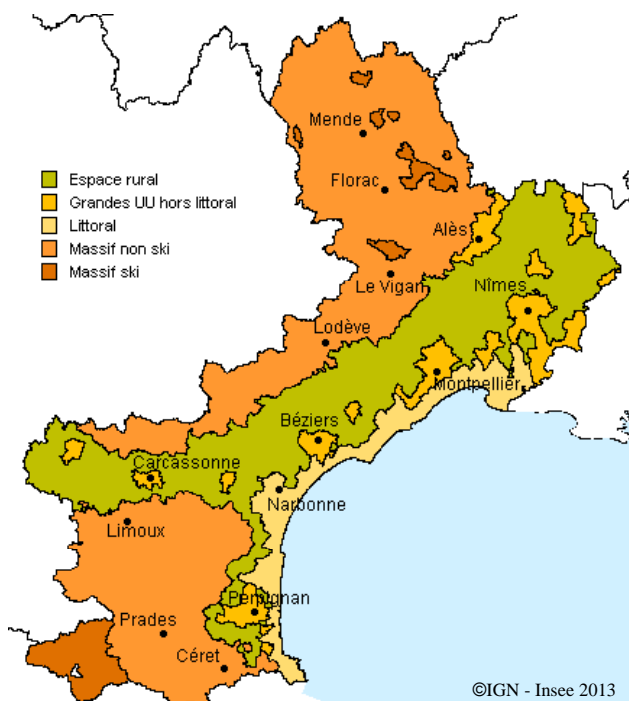 Mende
Espace rural
Florac
Grandes UU hors littoral
Littoral
Alès
Massif non ski
Massif ski
Le Vigan
Nîmes
Lodève
Montpellier
Béziers
Carcassonne
Narbonne
Limoux
Perpignan
Prades
Céret
©IGN - Insee 2013